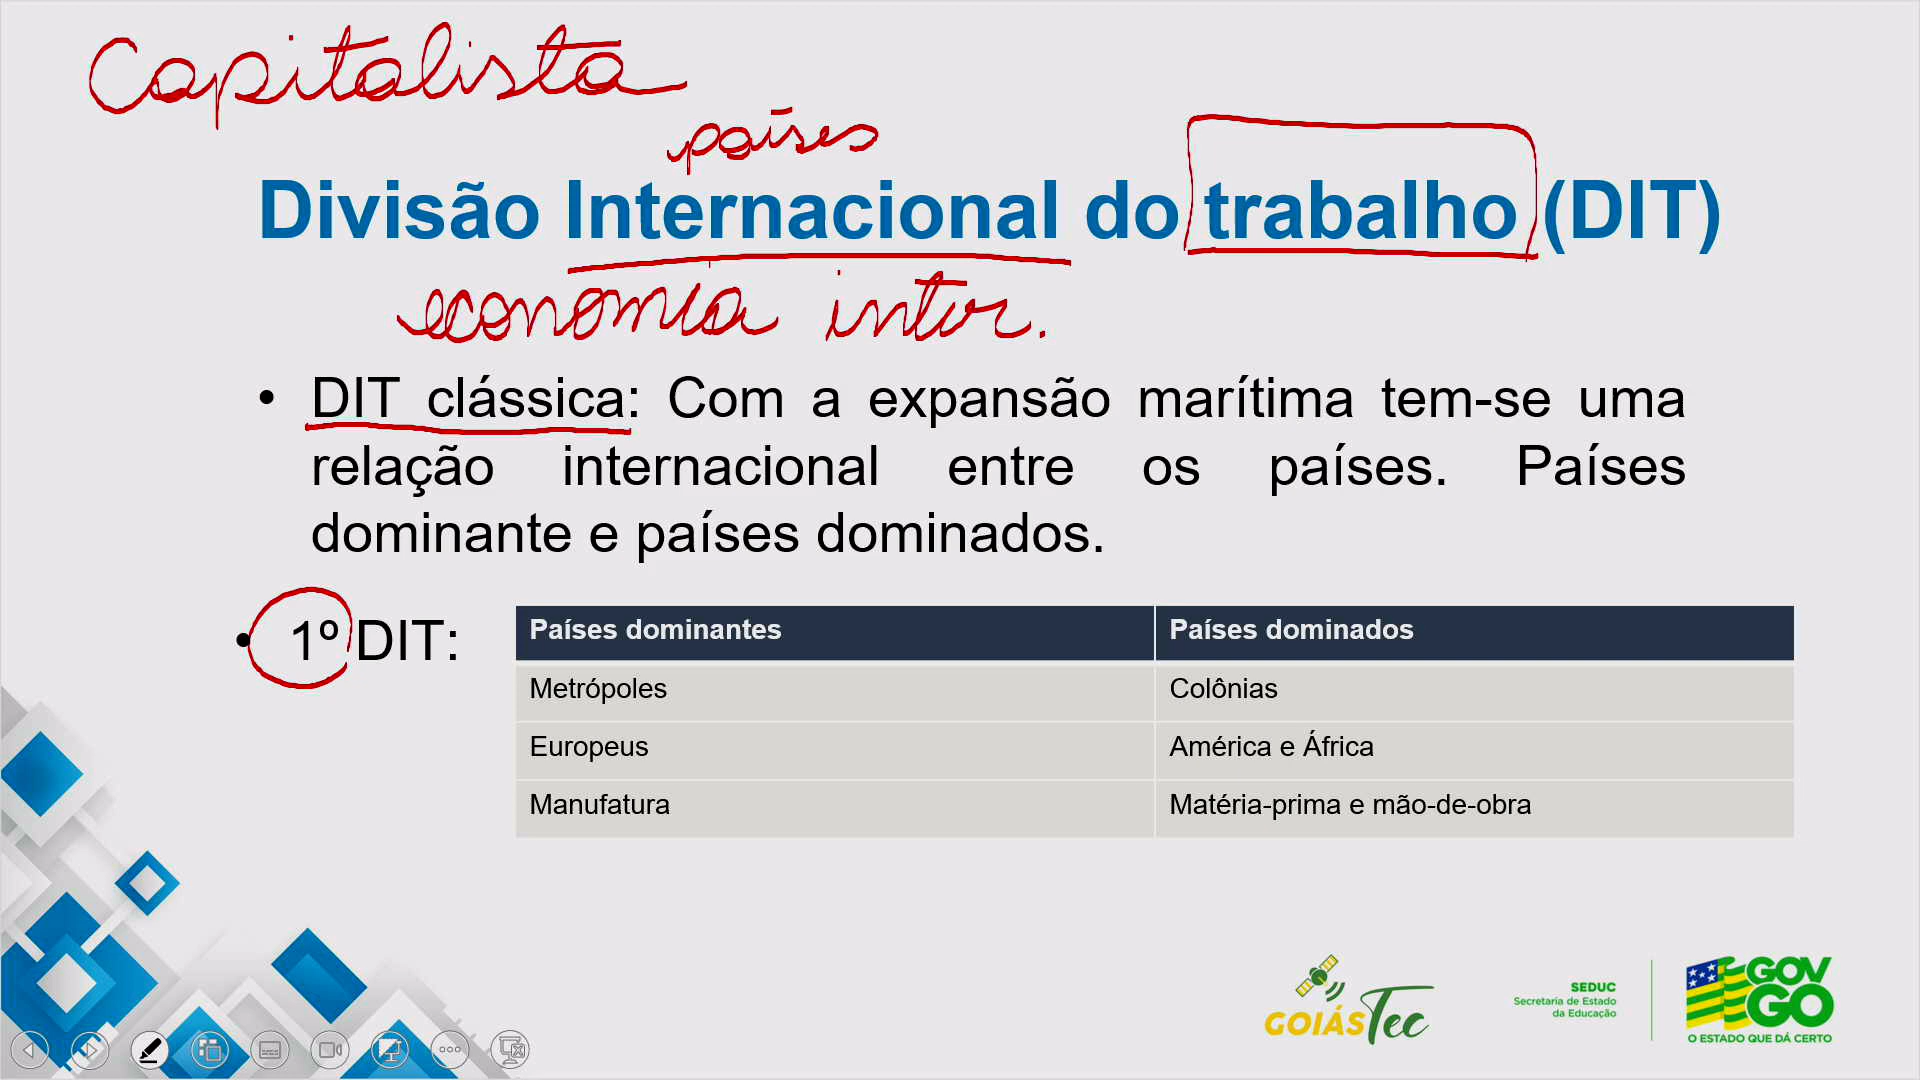 Capitalista
países
Divisão Internacional do trabalho (DIT)
economia inter.
• DIT clássica: Com a expansão marítima tem-se uma
relação internacional entre os países. Países
dominante e países dominados.
• 1º DIT:
Países dominantes Países dominados
Metrópoles Colônias
Europeus América e África
Manufatura Matéria-prima e mão-de-obra
GOIÁS Tec
SEDUC
Secretaria de Estado
da Educação
GOV
GO
O ESTADO QUE DÁ CERTO